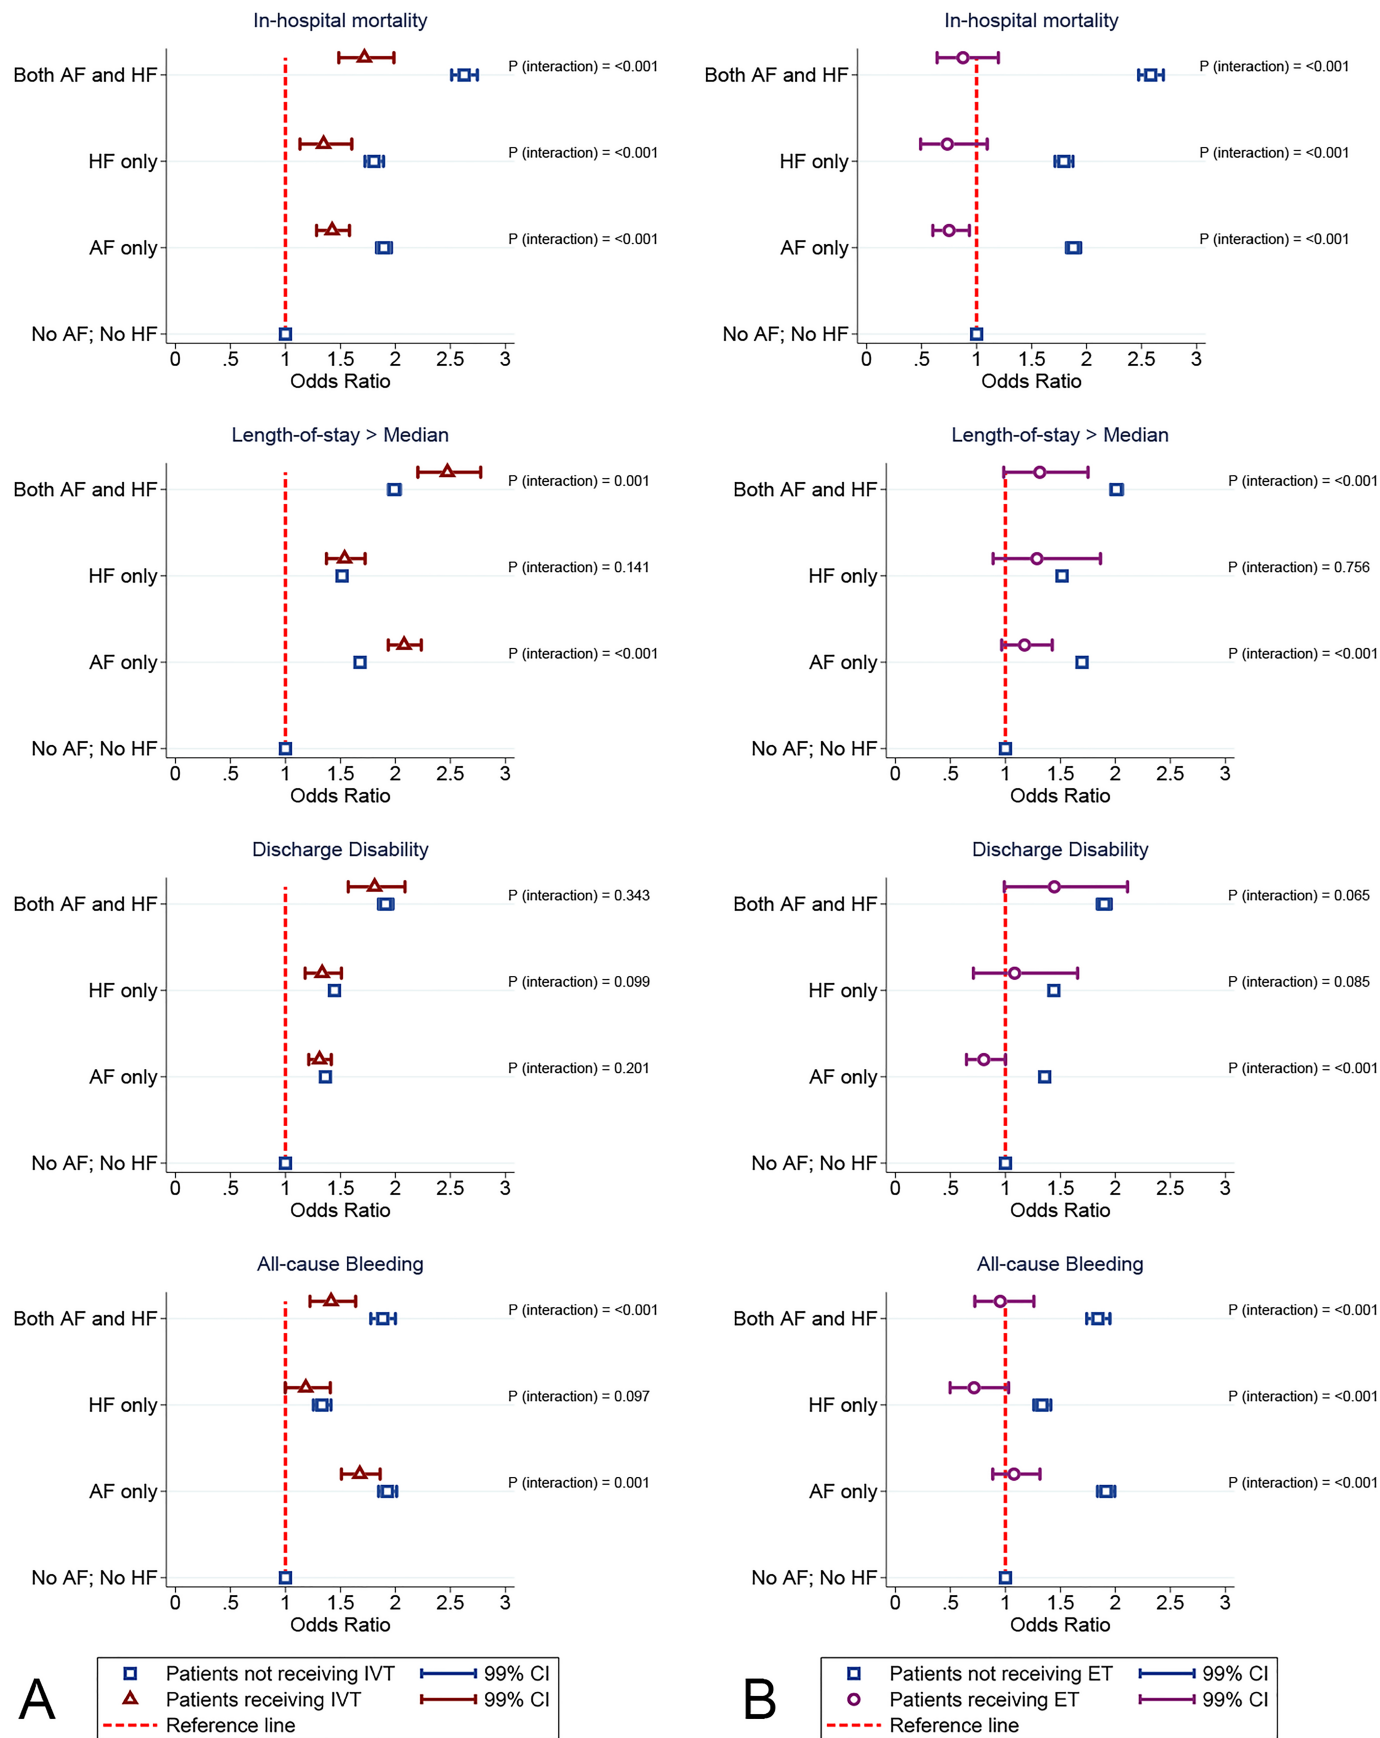 In-hospital mortality
Both AF and HF
P (interaction) = <0.001
HF only
P (interaction) = <0.001
AF only
P (interaction) = <0.001
No AF; No HF
0 .5 1 1.5 2 2.5 3
Odds Ratio
Length-of-stay > Median
Both AF and HF
P (interaction) = 0.001
HF only
P (interaction) = 0.141
AF only
P (interaction) = <0.001
No AF; No HF
0 .5 1 1.5 2 2.5 3
Odds Ratio
Discharge Disability
Both AF and HF
P (interaction) = 0.343
HF only
P (interaction) = 0.099
AF only
P (interaction) = 0.201
No AF; No HF
0 .5 1 1.5 2 2.5 3
Odds Ratio
All-cause Bleeding
Both AF and HF
P (interaction) = <0.001
HF only
P (interaction) = 0.097
AF only
P (interaction) = 0.001
No AF; No HF
0 .5 1 1.5 2 2.5 3
Odds Ratio
A
Patients not receiving IVT 99% CI
Patients receiving IVT 99% CI
Reference line
In-hospital mortality
Both AF and HF
P (interaction) = <0.001
HF only
P (interaction) = <0.001
AF only
P (interaction) = <0.001
No AF; No HF
0 .5 1 1.5 2 2.5 3
Odds Ratio
Length-of-stay > Median
Both AF and HF
P (interaction) = <0.001
HF only
P (interaction) = 0.756
AF only
P (interaction) = <0.001
No AF; No HF
0 .5 1 1.5 2 2.5 3
Odds Ratio
Discharge Disability
Both AF and HF
P (interaction) = 0.065
HF only
P (interaction) = 0.085
AF only
P (interaction) = <0.001
No AF; No HF
0 .5 1 1.5 2 2.5 3
Odds Ratio
All-cause Bleeding
Both AF and HF
P (interaction) = <0.001
HF only
P (interaction) = <0.001
AF only
P (interaction) = <0.001
No AF; No HF
0 .5 1 1.5 2 2.5 3
Odds Ratio
B
Patients not receiving ET 99% CI
Patients receiving ET 99% CI
Reference line